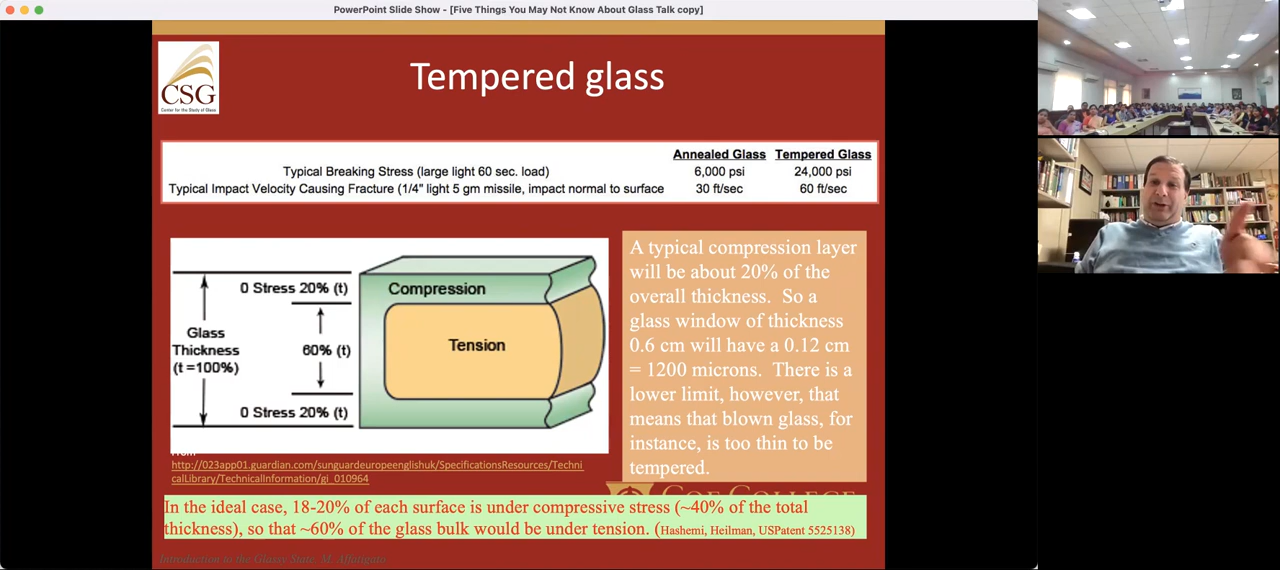 PowerPoint Slide Show - [Five Things You May Not Know About Glass Talk copy]
CSG
Center for the Study of Glass
Tempered glass
Annealed Glass Tempered Glass
Typical Breaking Stress (large light 60 sec. load) 6,000 psi 24,000 psi
Typical Impact Velocity Causing Fracture (1/4" light 5 gm missile, impact normal to surface 30 ft/sec 60 ft/sec
0 Stress 20% (t)
Glass
Thickness
(t =100%)
60% (t)
0 Stress 20% (t)
Compression
Tension
A typical compression layer
will be about 20% of the
overall thickness. So a
glass window of thickness
0.6 cm will have a 0.12 cm
= 1200 microns. There is a
lower limit, however, that
means that blown glass, for
instance, is too thin to be
tempered.
From
http://023app01.guardian.com/sunguardeuropeenglishuk/SpecificationsResources/Techni
calLibrary/TechnicalInformation/gi_010964
COE COLLEGE
In the ideal case, 18-20% of each surface is under compressive stress (~40% of the total
thickness), so that ~60% of the glass bulk would be under tension. (Hashemi, Heilman, USPatent 5525138)
Introduction to the Glassy State, M. Affatigato